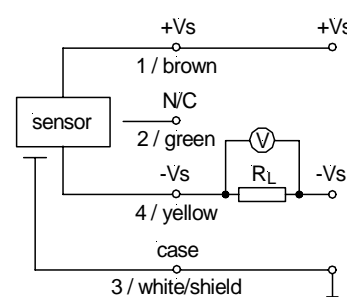 +Vs +Vs
1 / brown
N/C
sensor
2 / green
V
-Vs RL -Vs
4 / yellow
case
3 / white/shield